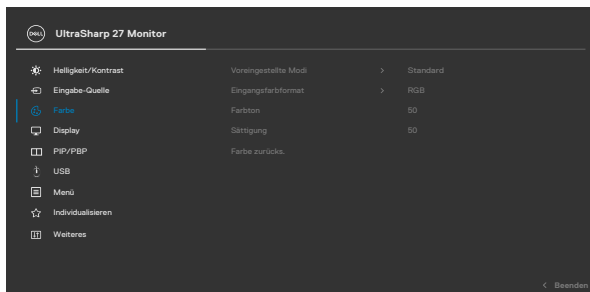 DELL UltraSharp 27 Monitor
Helligkeit/Kontrast Voreingestellte Modi > Standard
Eingabe-Quelle Eingangsfarbformat > RGB
Farbe Farbton 50
Display Sättigung 50
PIP/PBP Farbe zurücks.
USB
Menü
Individualisieren
Weiteres
< Beenden